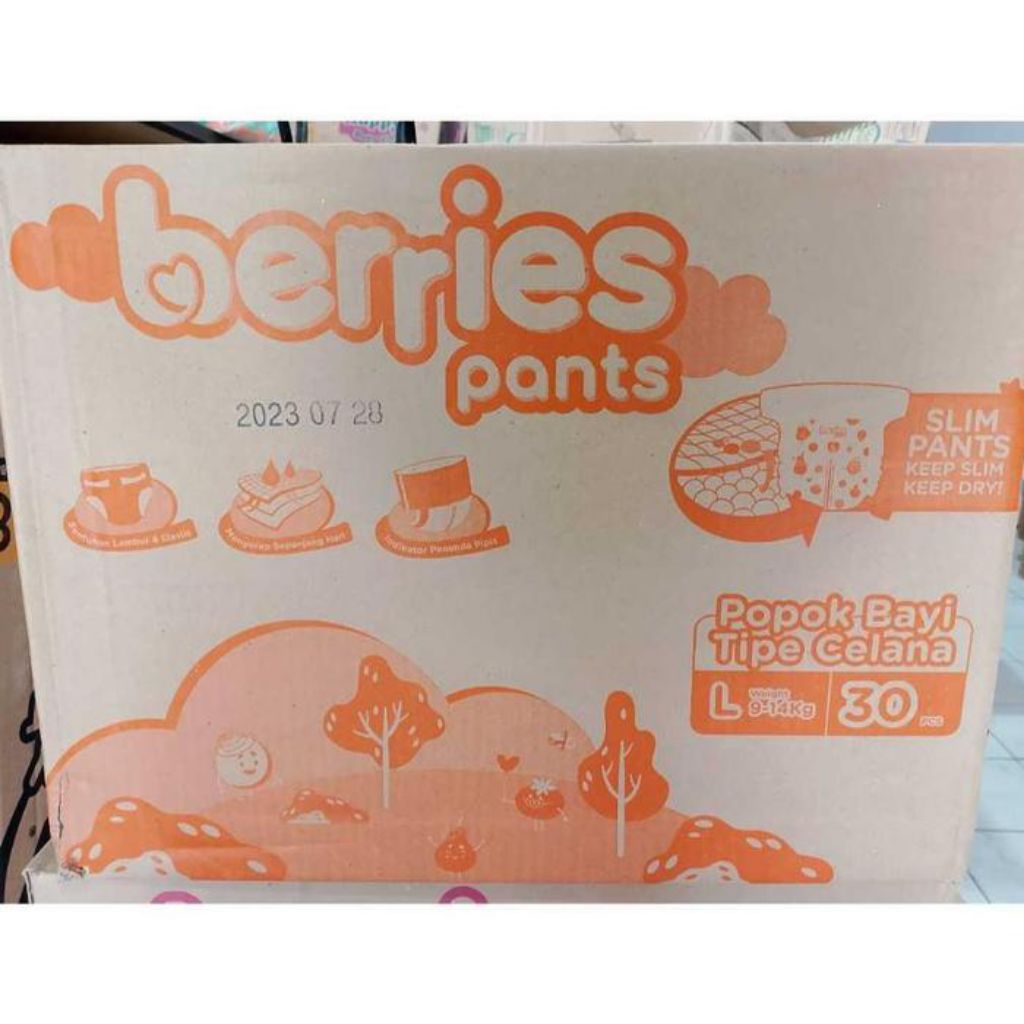 berries
pants
2023 07 28
SLIM
PANTS
KEEP SLIM
KEEP DRY!
Sentuhan Lembut & Elastis
Menyerap Sepanjang Hari
Indikator Penanda Pipis
Popok Bayi
Tipe Celana
L Weight 9-14Kg 30 PCS